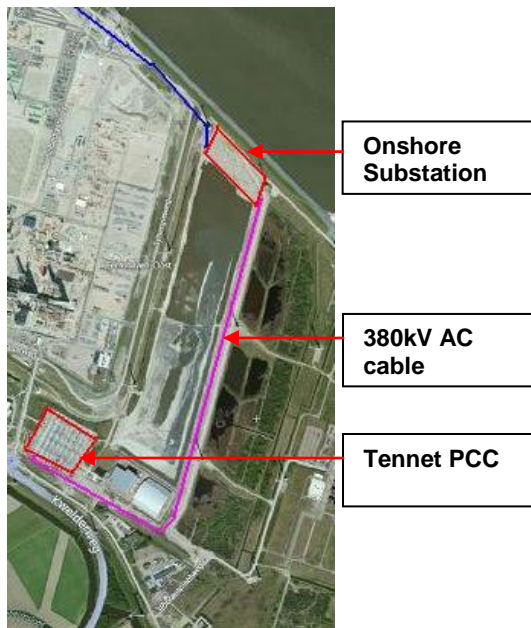 Onshore
Substation
380kV AC
cable
Tennet PCC
Kwelderweg